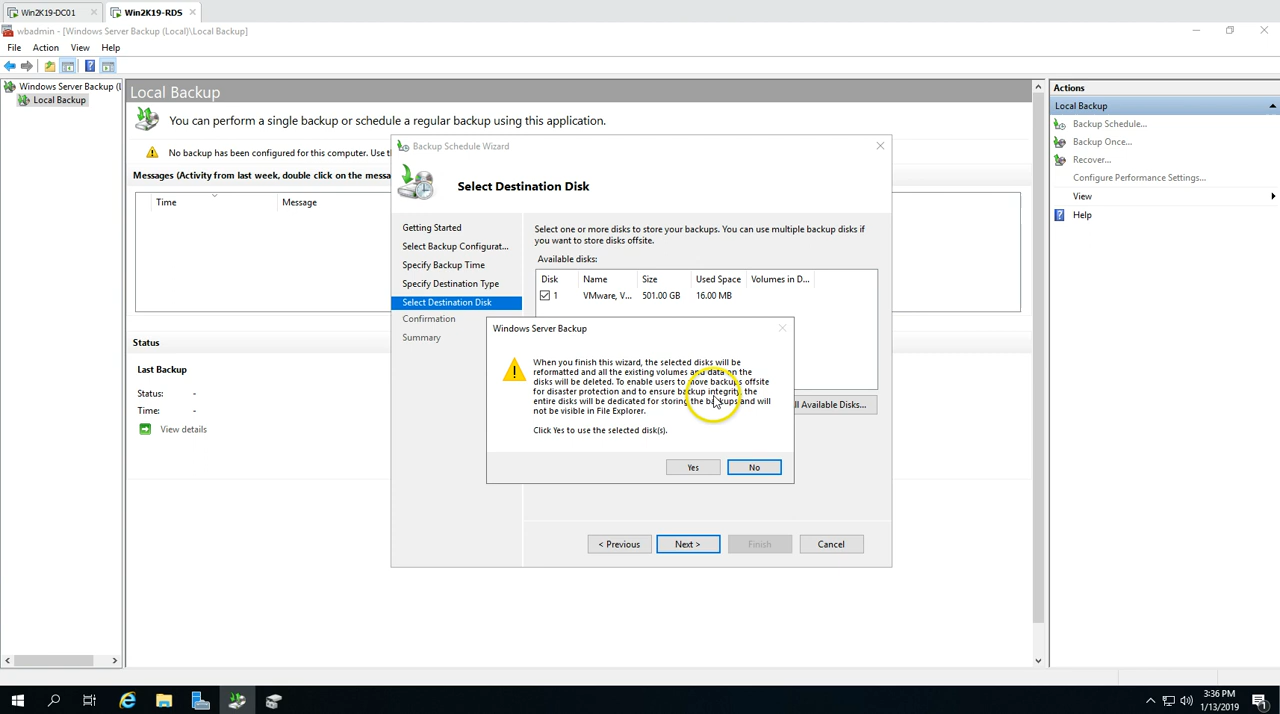 Win2K19-DC01
Win2K19-RDS
wbadmin - [Windows Server Backup (Local)\Local Backup]
File Action View Help
Windows Server Backup (L
Local Backup
Local Backup
You can perform a single backup or schedule a regular backup using this application.
No backup has been configured for this computer. Use t
Messages (Activity from last week, double click on the messa
Time Message
Status
Last Backup
Status: -
Time: -
View details
Backup Schedule Wizard
Select Destination Disk
Getting Started
Select Backup Configurat...
Specify Backup Time
Specify Destination Type
Select Destination Disk
Confirmation
Summary
Select one or more disks to store your backups. You can use multiple backup disks if
you want to store disks offsite.
Available disks:
Disk Name Size Used Space Volumes in D...
1 VMware, V... 501.00 GB 16.00 MB
Windows Server Backup
When you finish this wizard, the selected disks will be
reformatted and all the existing volumes and data on the
disks will be deleted. To enable users to move backups offsite
for disaster protection and to ensure backup integrity, the
entire disks will be dedicated for storing the backups and will
not be visible in File Explorer.
Click Yes to use the selected disk(s).
Yes No
ll Available Disks...
< Previous Next > Finish Cancel
Actions
Local Backup
Backup Schedule...
Backup Once...
Recover...
Configure Performance Settings...
View
Help
3:36 PM
1/13/2019
1